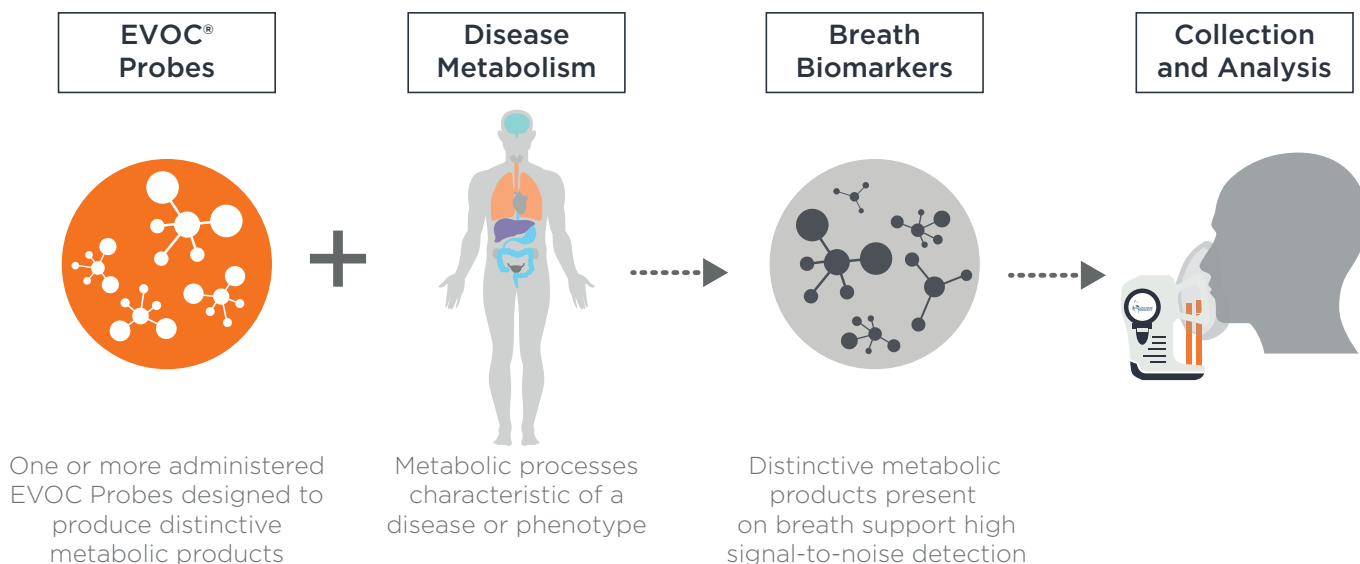 EVOC®
Probes
Disease
Metabolism
Breath
Biomarkers
Collection
and Analysis
One or more administered
EVOC Probes designed to
produce distinctive
metabolic products
Metabolic processes
characteristic of a
disease or phenotype
Distinctive metabolic
products present
on breath support high
signal-to-noise detection